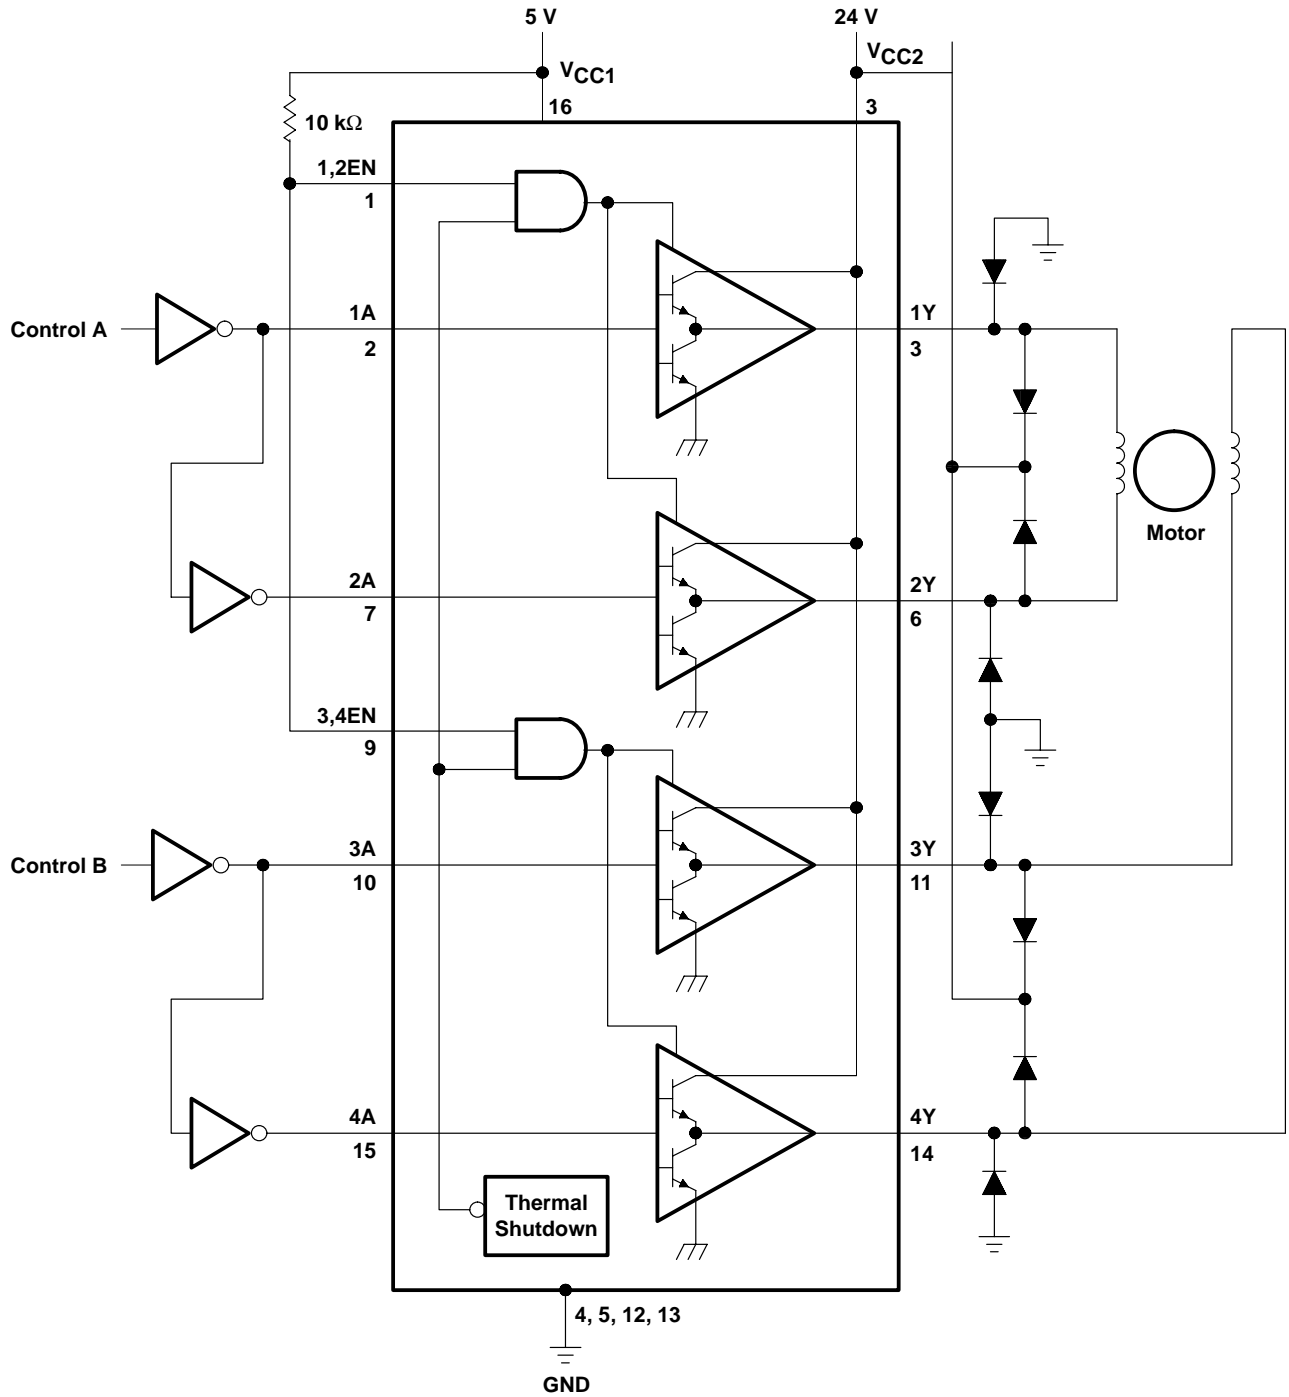 5 V
24 V
VCC1
VCC2
16
3
10 kΩ
1,2EN
1
Control A
1A
2
1Y
3
Motor
2A
7
2Y
6
3,4EN
9
Control B
3A
10
3Y
11
4A
15
4Y
14
Thermal
Shutdown
4, 5, 12, 13
GND